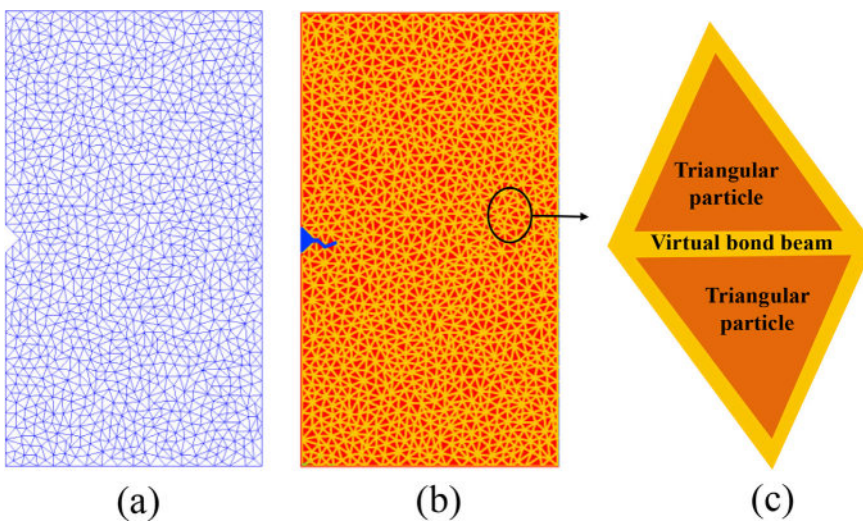 Triangular
particle
Virtual bond beam
Triangular
particle
(a)
(b)
(c)